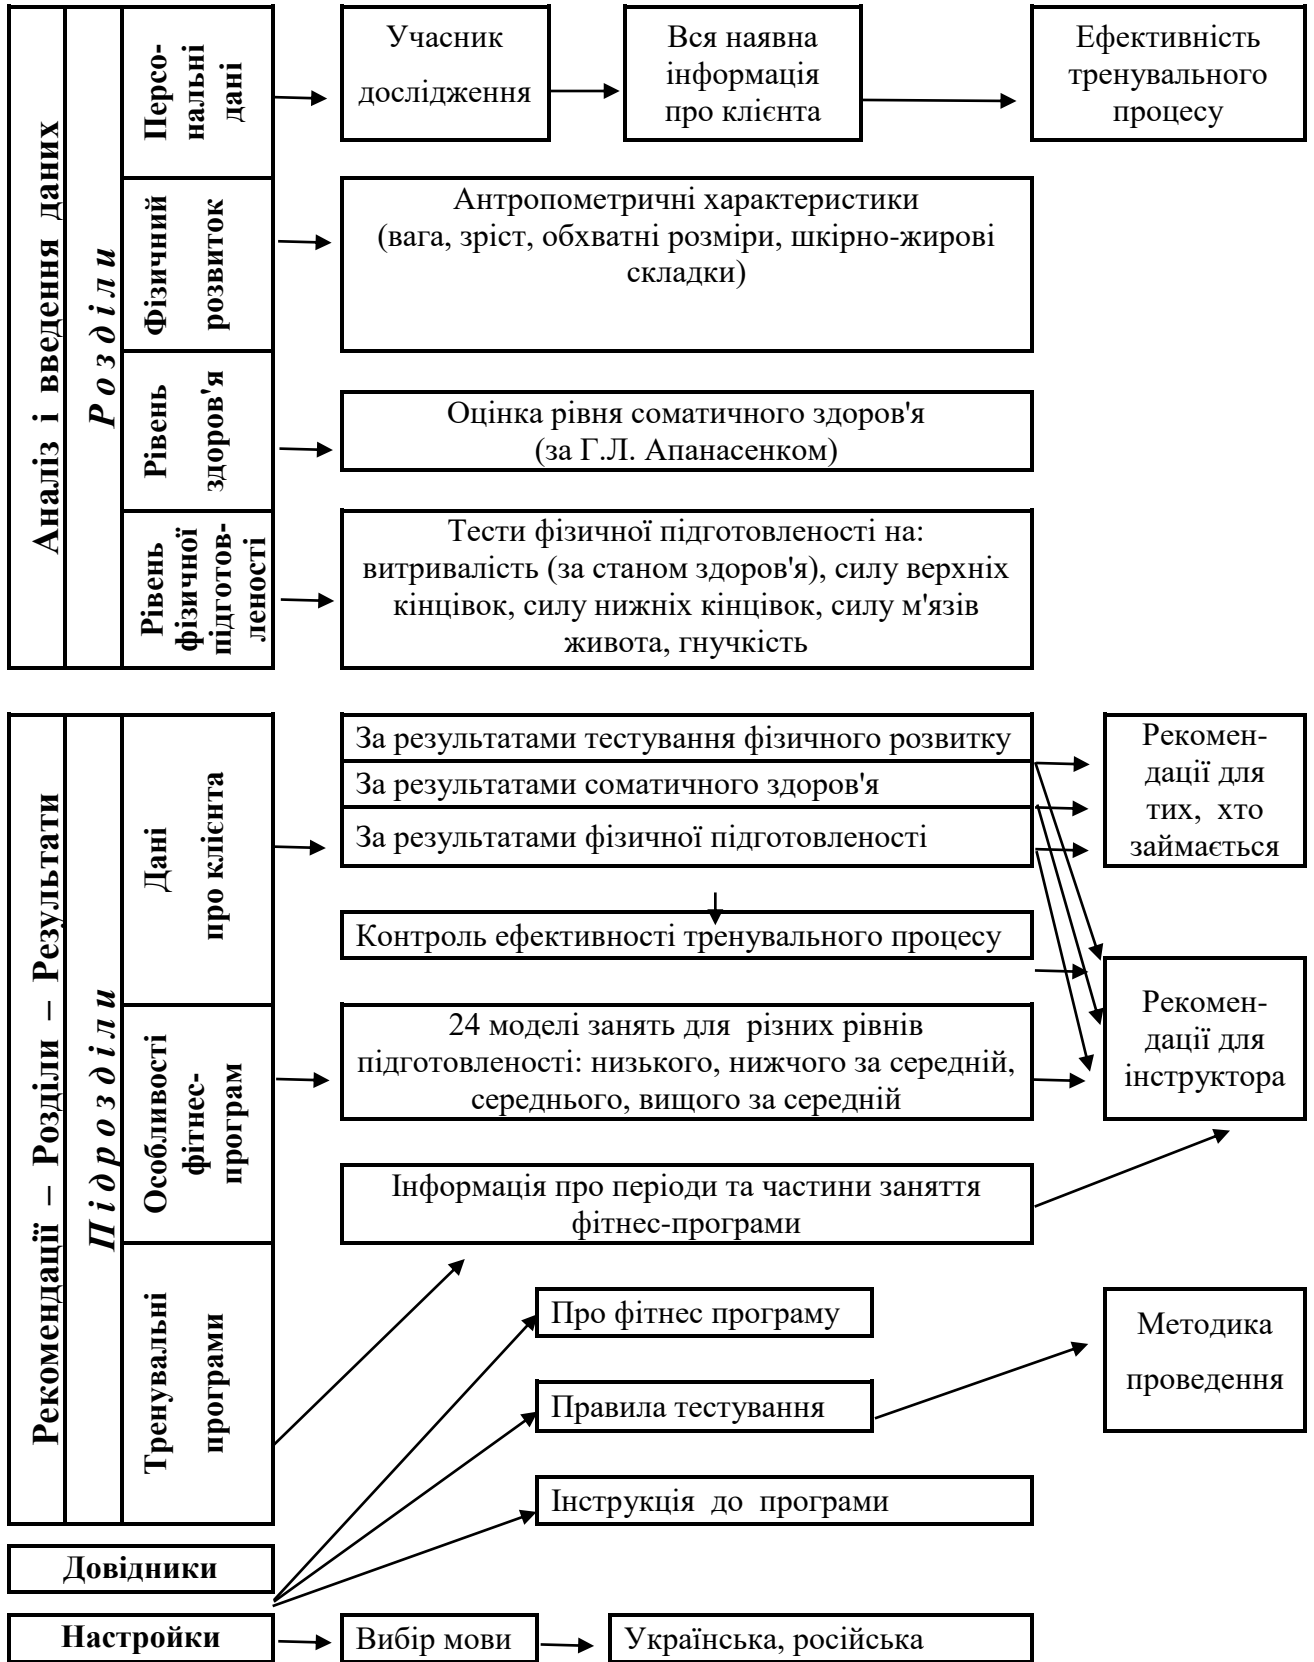 Аналіз і введення даних
Розділи
Персо-
нальні
дані
Учасник
дослідження
Вся наявна
інформація
про клієнта
Ефективність
тренувального
процесу
Фізичний
розвиток
Антропометричні характеристики
(вага, зріст, обхватні розміри, шкірно-жирові
складки)
Рівень
здоров'я
Оцінка рівня соматичного здоров'я
(за Г.Л. Апанасенком)
Рівень
фізичної
підготов-
леності
Тести фізичної підготовленості на:
витривалість (за станом здоров'я), силу верхніх
кінцівок, силу нижніх кінцівок, силу м'язів
живота, гнучкість
Рекомендації – Розділи – Результати
Підрозділи
Дані
про клієнта
За результатами тестування фізичного розвитку
За результатами соматичного здоров'я
За результатами фізичної підготовленості
Рекомен-
дації для
тих, хто
займається
Контроль ефективності тренувального процесу
Особливості
фітнес-
програм
24 моделі занять для різних рівнів
підготовленості: низького, нижчого за середній,
середнього, вищого за середній
Рекомен-
дації для
інструктора
Інформація про періоди та частини заняття
фітнес-програми
Тренувальні
програми
Про фітнес програму
Правила тестування
Методика
проведення
Інструкція до програми
Довідники
Настройки
Вибір мови
Українська, російська